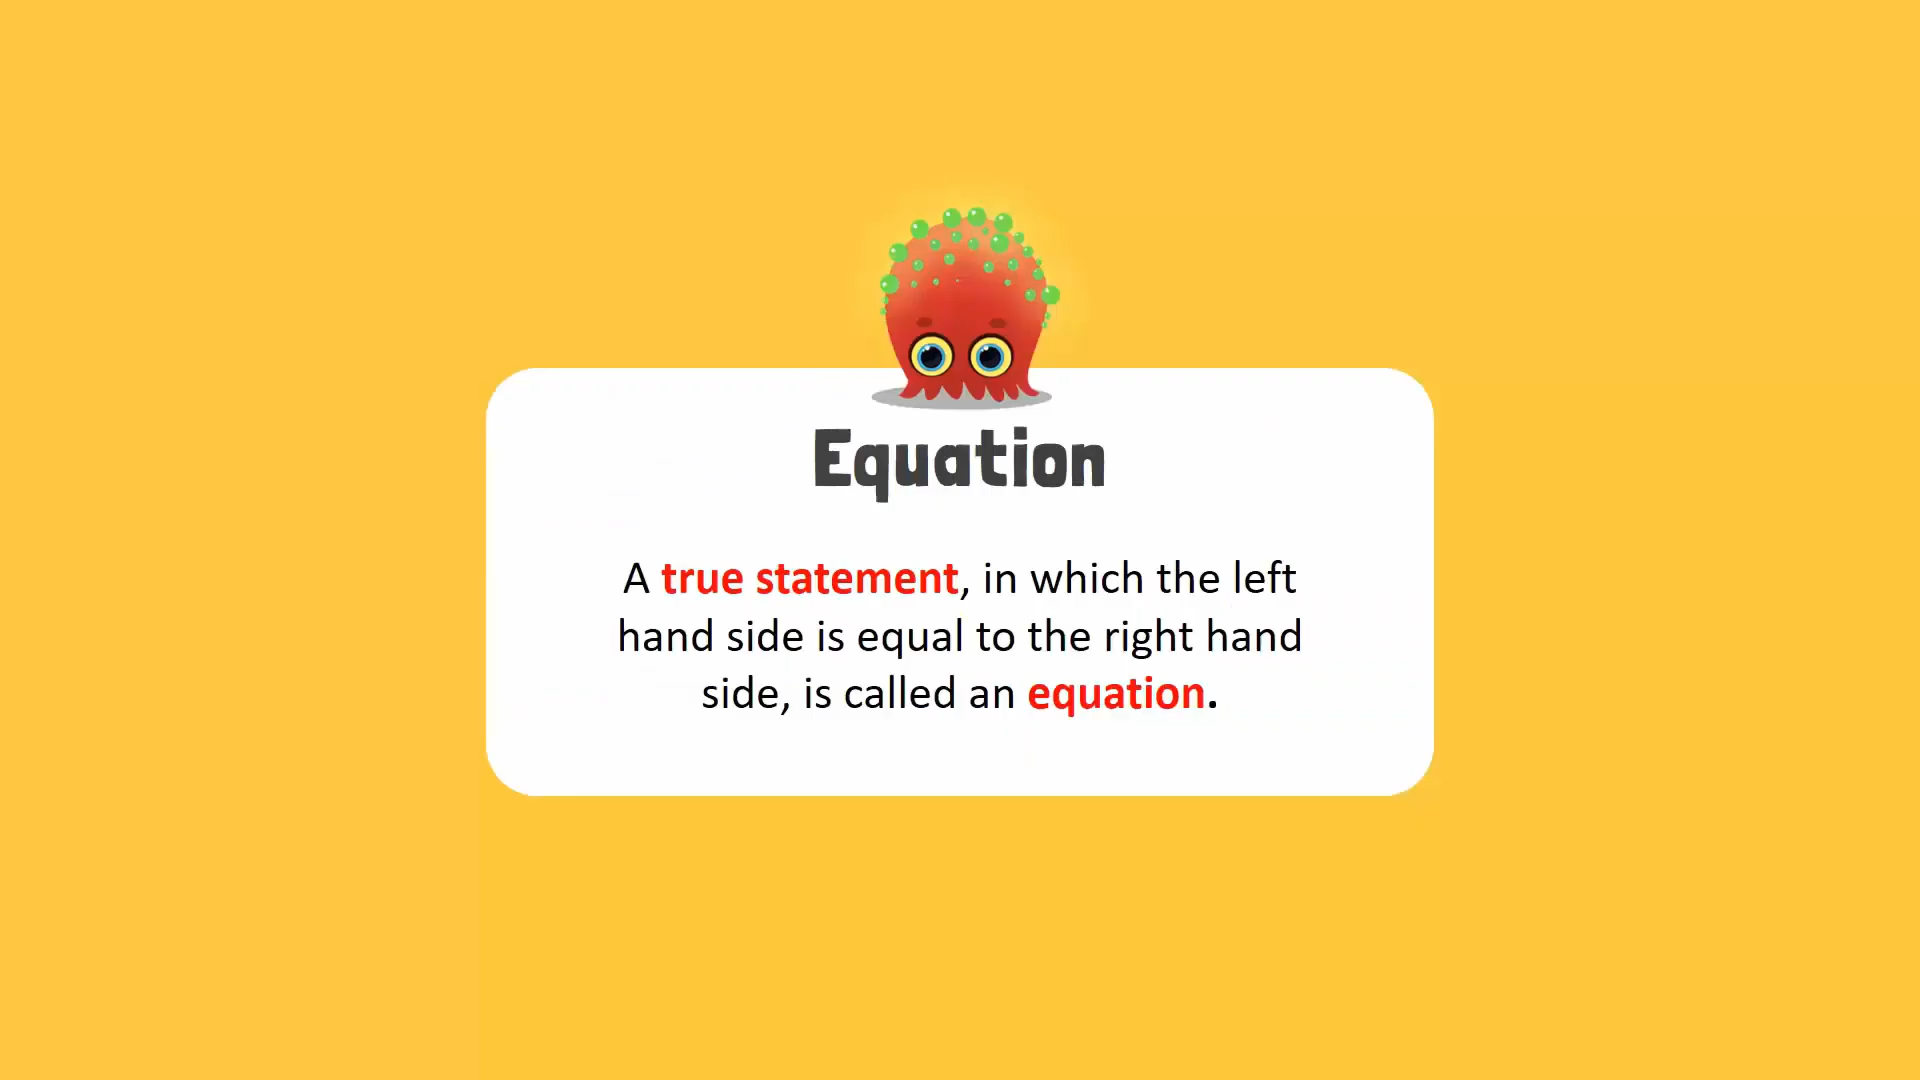 Equation
A true statement, in which the left
hand side is equal to the right hand
side, is called an equation.